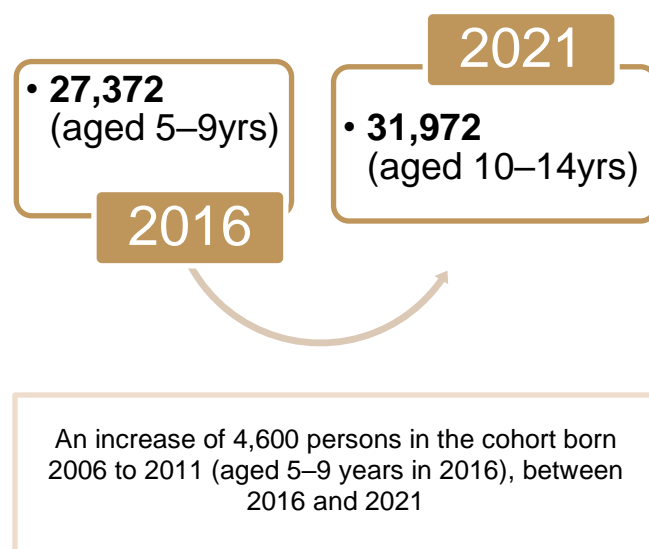 • 27,372
(aged 5–9yrs)
2016
2021
• 31,972
(aged 10–14yrs)
An increase of 4,600 persons in the cohort born
2006 to 2011 (aged 5–9 years in 2016), between
2016 and 2021